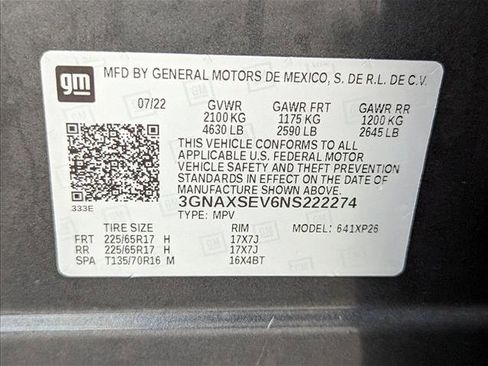 gm
MFD BY GENERAL MOTORS DE MEXICO, S. DE R.L. DE C.V.
07/22 GVWR GAWR FRT GAWR RR
2100 KG 1175 KG 1200 KG
4630 LB 2590 LB 2645 LB
THIS VEHICLE CONFORMS TO ALL
APPLICABLE U.S. FEDERAL MOTOR
VEHICLE SAFETY AND THEFT PREVENTION
STANDARDS IN EFFECT ON THE DATE OF
MANUFACTURE SHOWN ABOVE.
333E 3GNAXSEV6NS222274
TYPE: MPV
TIRE SIZE RIM MODEL: 641XP26
FRT 225/65R17 H 17X7J
RR 225/65R17 H 17X7J
SPA T135/70R16 M 16X4BT